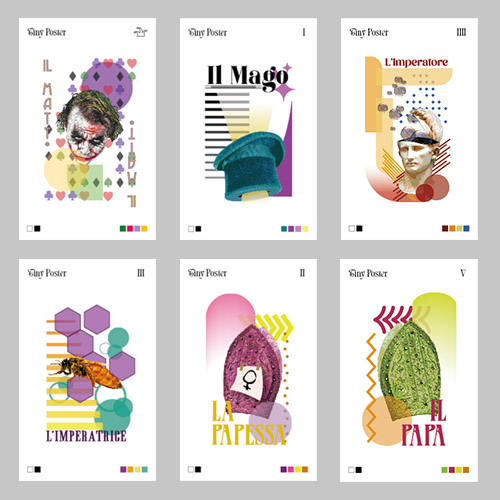 Tiny Poster
IL MATTO
IL MATTO
Tiny Poster
I
Il Mago
Tiny Poster
IIII
L'Imperatore
Tiny Poster
III
L'IMPERATRICE
Tiny Poster
II
LA
PAPESSA
Tiny Poster
V
IL
PAPA